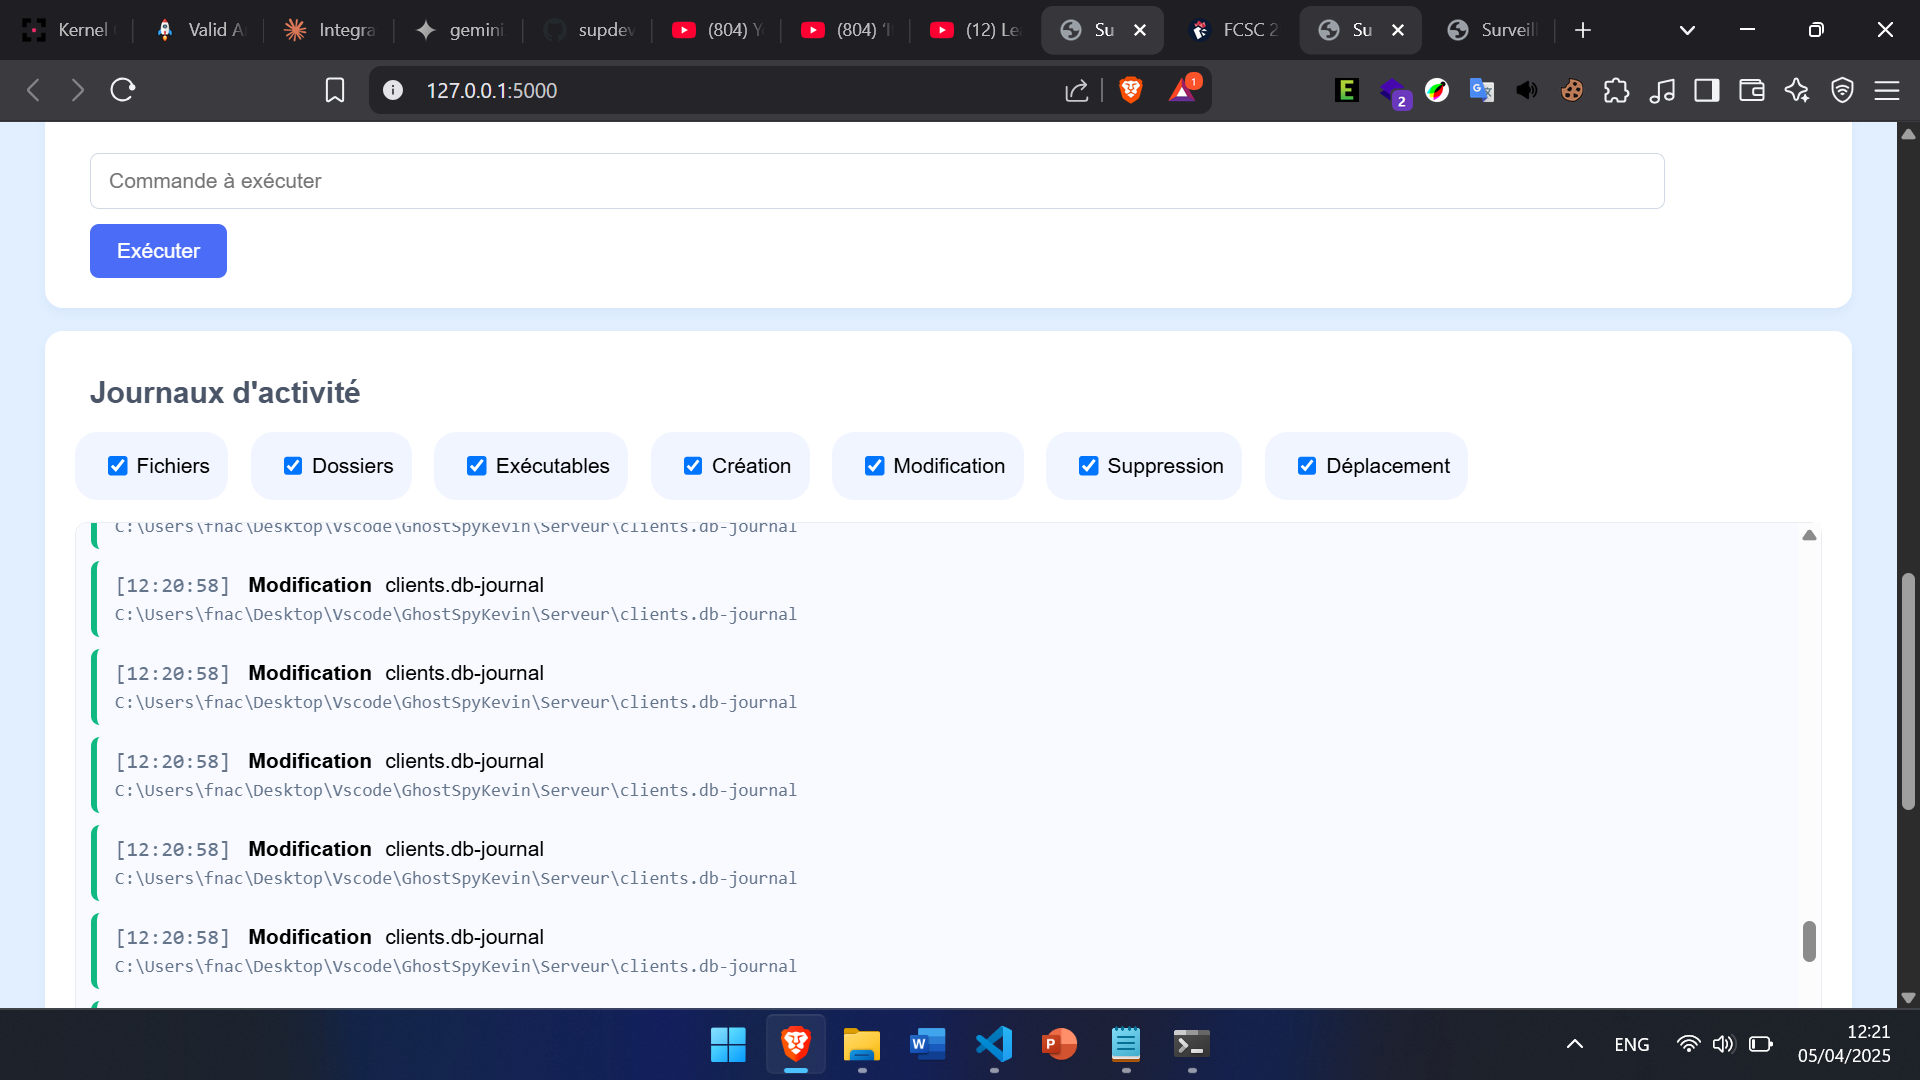 Kernel
Valid A
Integra
gemini
supdev
(804) Y
(804) 'I
(12) Le
Su
FCSC 2
Su
Surveil
127.0.0.1:5000
1
E
2
Commande à exécuter
Exécuter
Journaux d'activité
Fichiers
Dossiers
Exécutables
Création
Modification
Suppression
Déplacement
C:\Users\fnac\Desktop\Vscode\GhostSpyKevin\Serveur\clients.db-journal
[12:20:58] Modification clients.db-journal
C:\Users\fnac\Desktop\Vscode\GhostSpyKevin\Serveur\clients.db-journal
[12:20:58] Modification clients.db-journal
C:\Users\fnac\Desktop\Vscode\GhostSpyKevin\Serveur\clients.db-journal
[12:20:58] Modification clients.db-journal
C:\Users\fnac\Desktop\Vscode\GhostSpyKevin\Serveur\clients.db-journal
[12:20:58] Modification clients.db-journal
C:\Users\fnac\Desktop\Vscode\GhostSpyKevin\Serveur\clients.db-journal
[12:20:58] Modification clients.db-journal
C:\Users\fnac\Desktop\Vscode\GhostSpyKevin\Serveur\clients.db-journal
ENG
12:21
05/04/2025